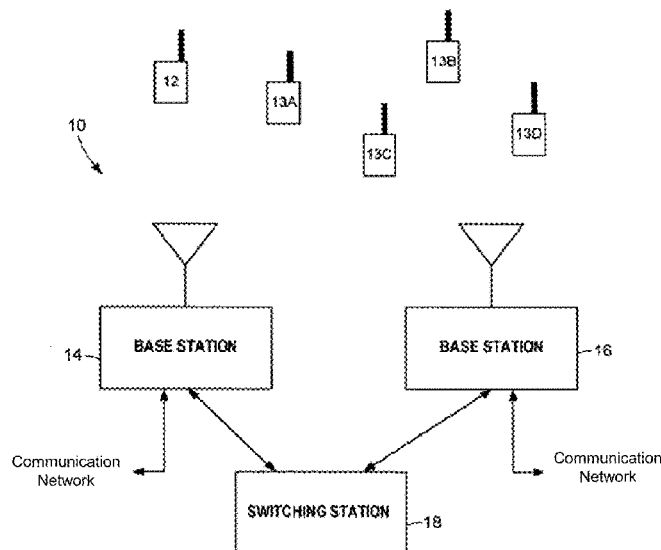 12
13A
13B
13C
13D
10
BASE STATION
14
BASE STATION
16
Communication
Network
Communication
Network
SWITCHING STATION
18